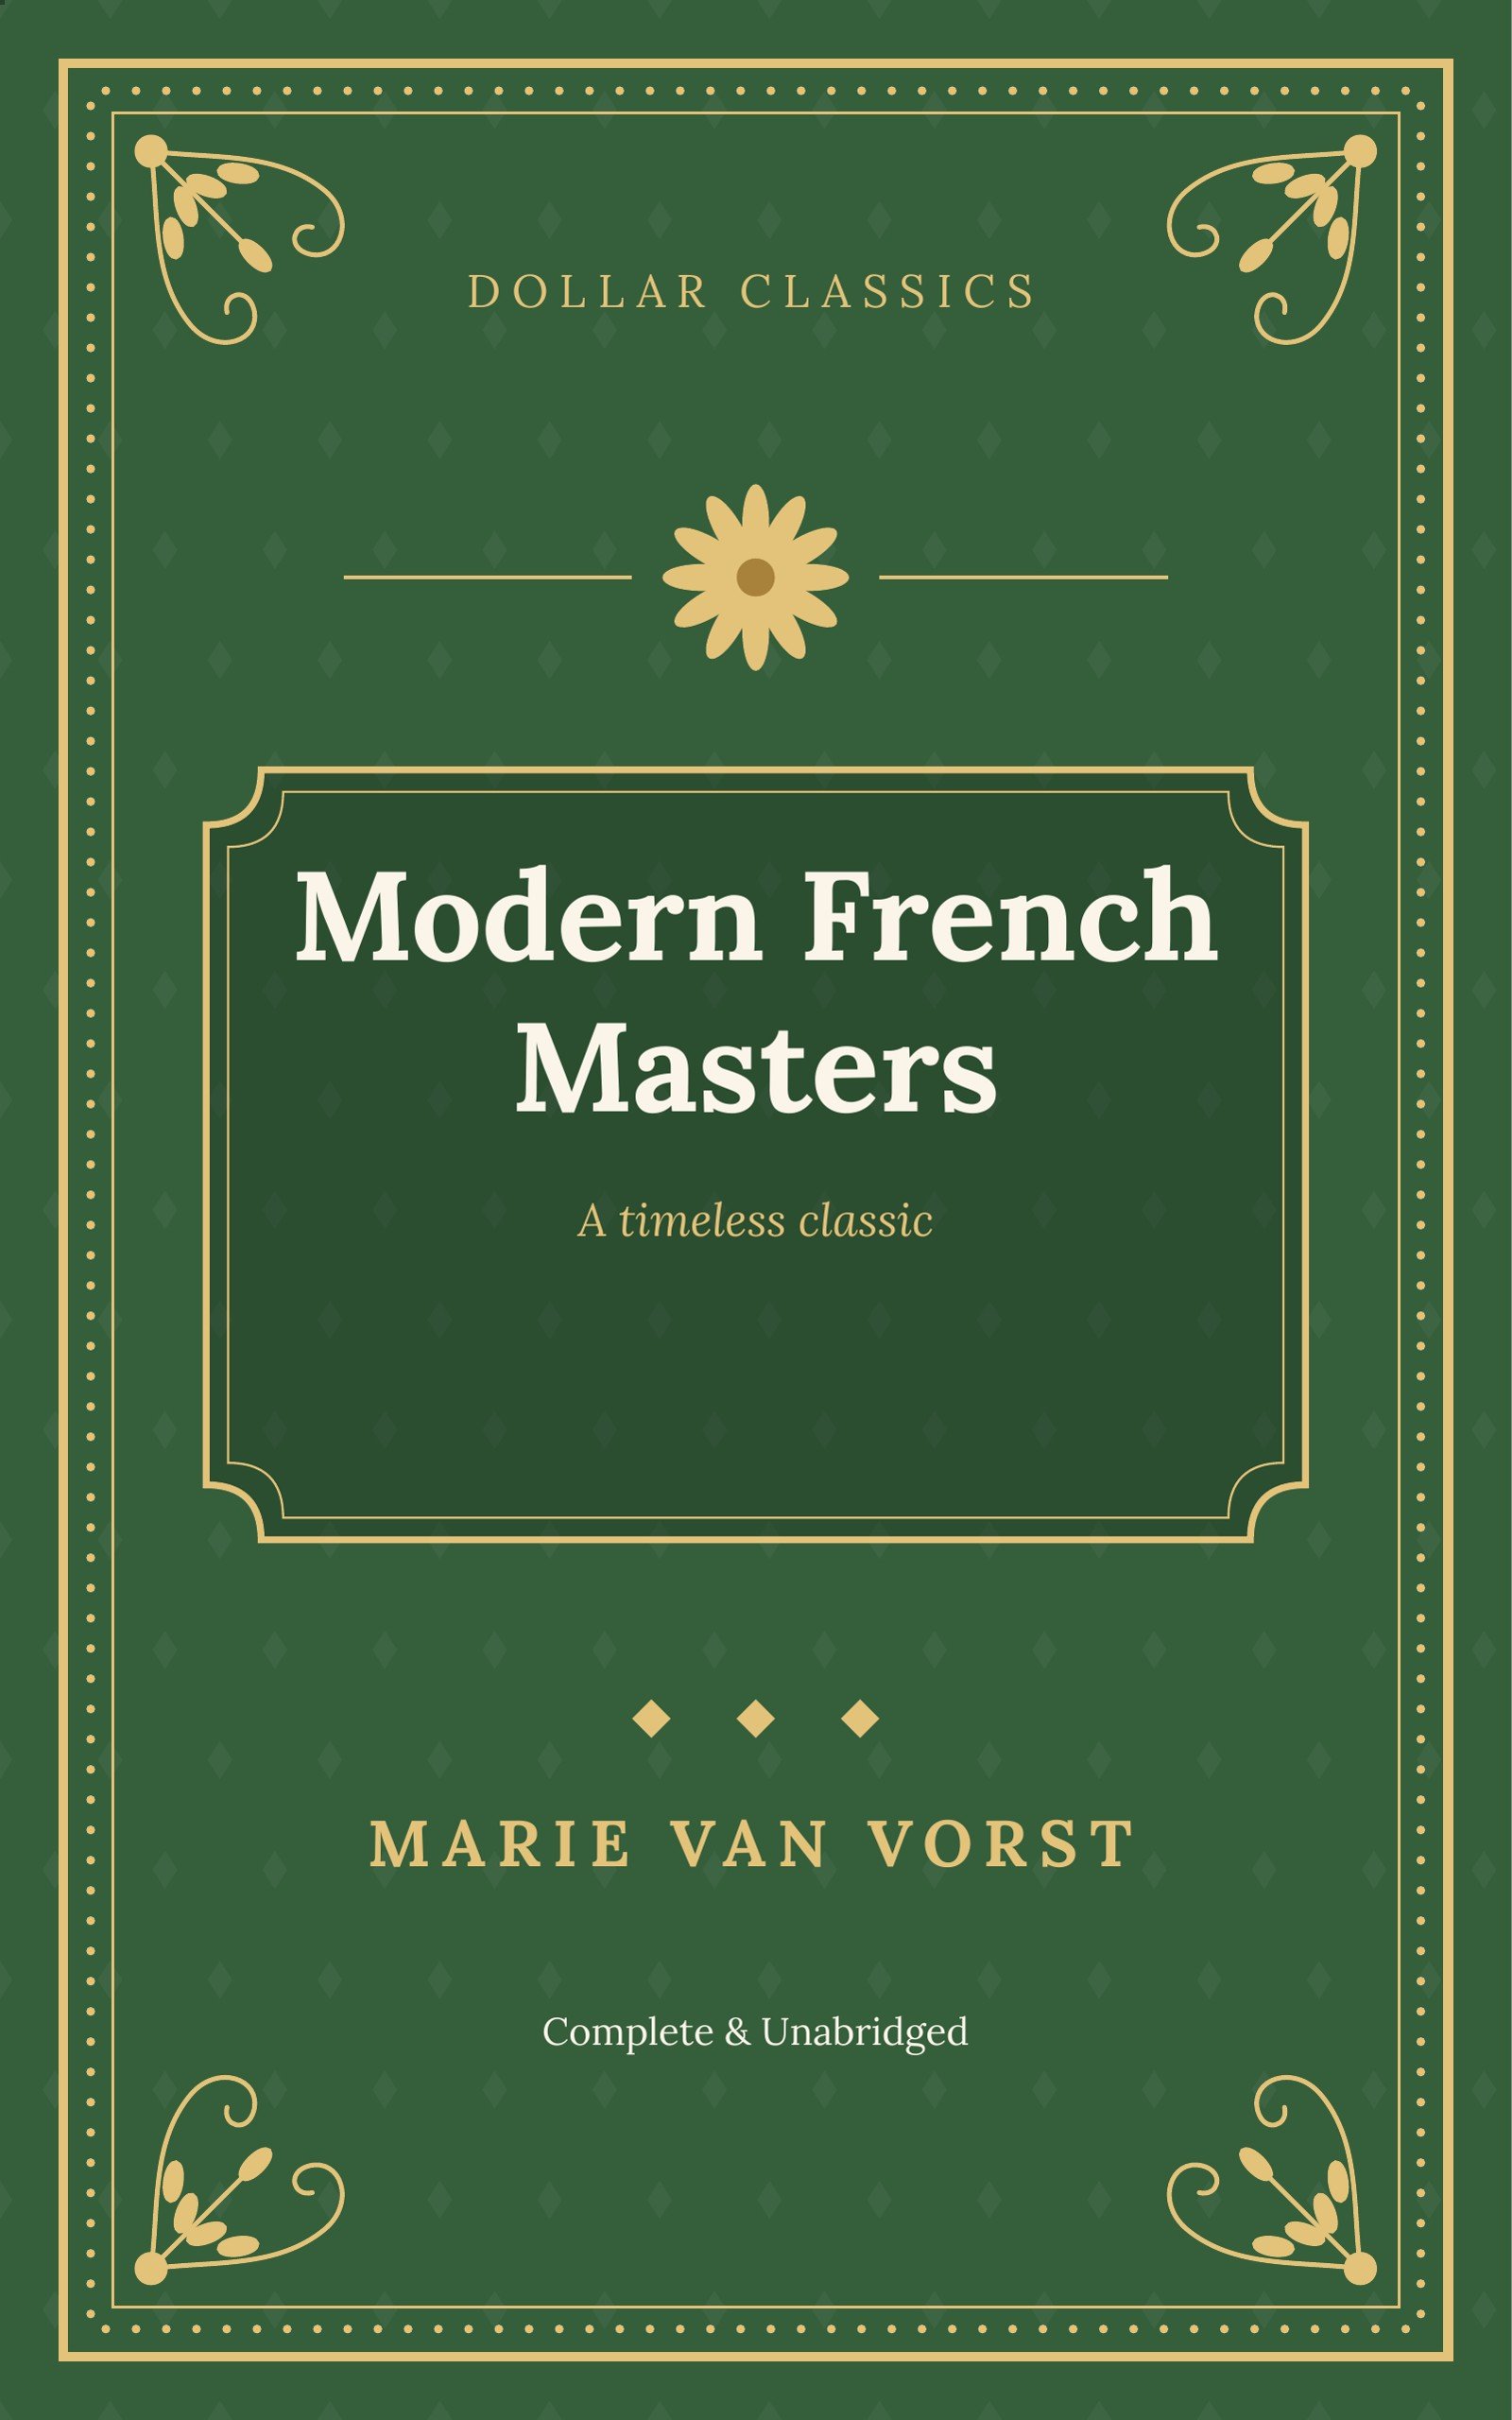 DOLLAR CLASSICS
Modern French
Masters
A timeless classic
MARIE VAN VORST
Complete & Unabridged